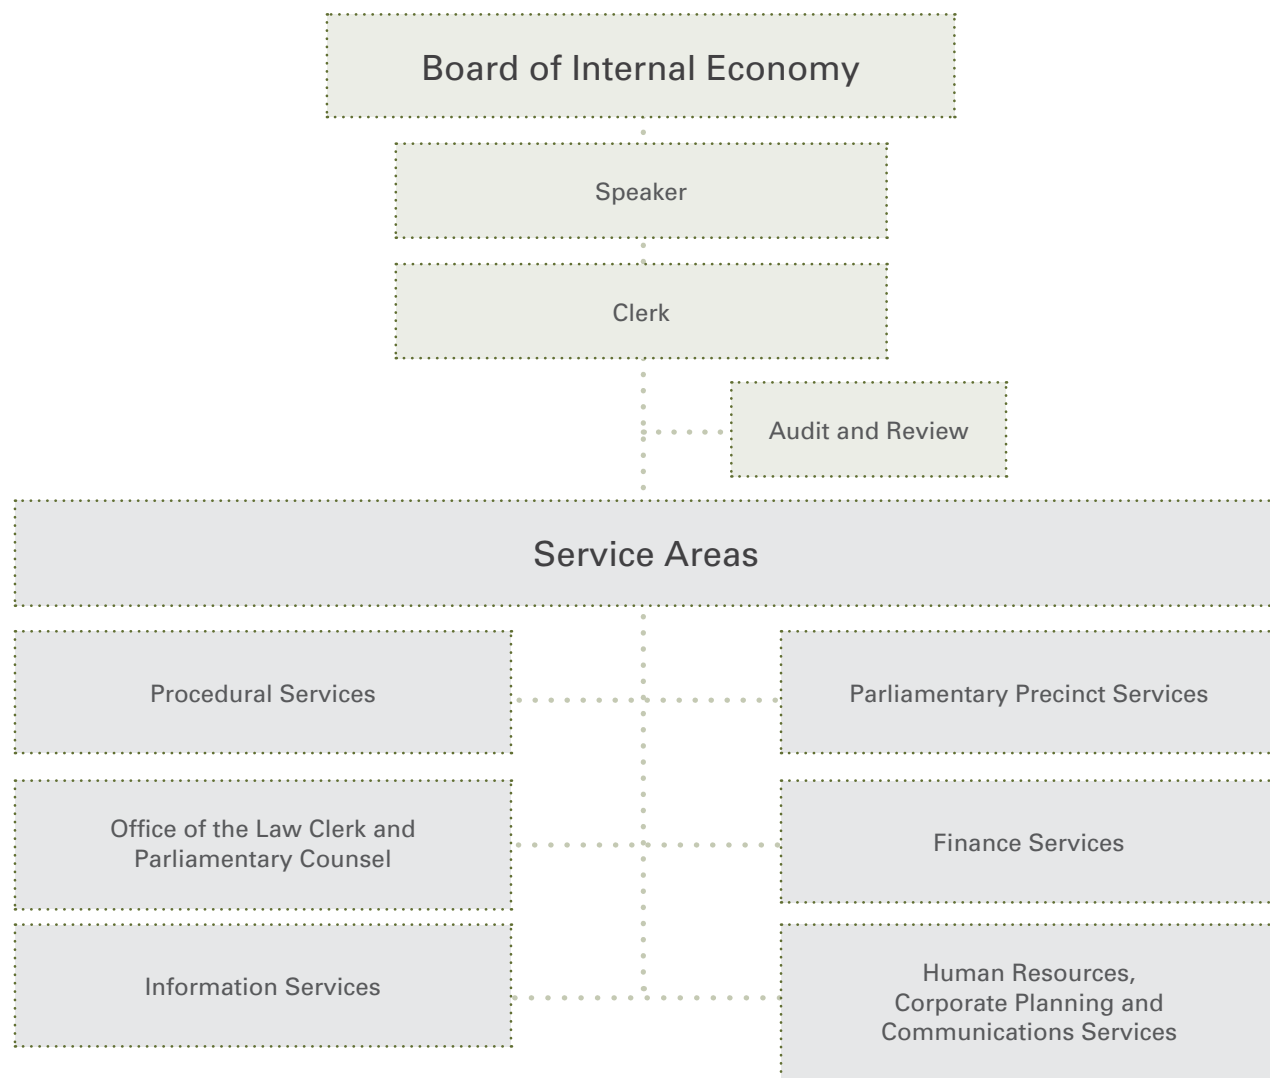 Board of Internal Economy
Speaker
Clerk
Audit and Review
Service Areas
Procedural Services
Parliamentary Precinct Services
Office of the Law Clerk and
Parliamentary Counsel
Finance Services
Information Services
Human Resources,
Corporate Planning and
Communications Services